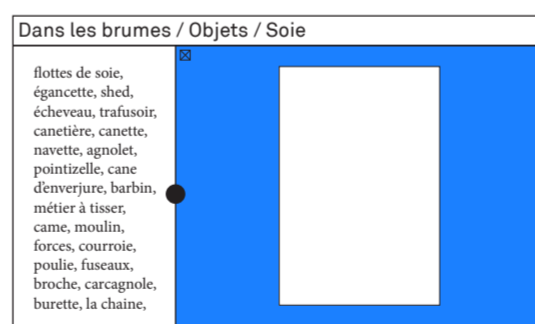 Dans les brumes / Objets / Soie
flottes de soie,
égancette, shed,
écheveau, trafusoir,
canetière, canette,
navette, agnolet,
pointizelle, cane
d'enverjure, barbin,
métier à tisser,
came, moulin,
forces, courroie,
poulie, fuseaux,
broche, carcagnole,
burette, la chaine,